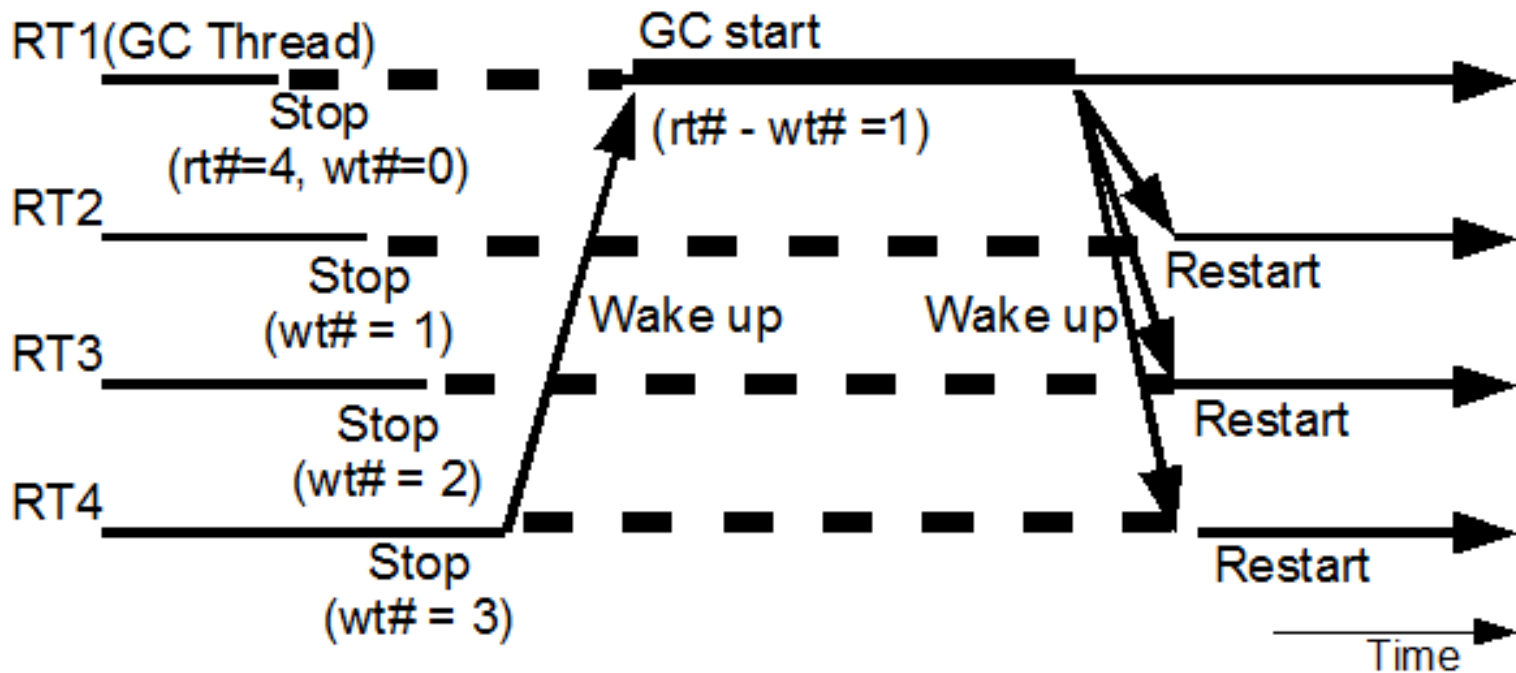 RT1(GC Thread)
GC start
Stop
(rt#=4, wt#=0)
(rt# - wt# =1)
RT2
Stop
(wt# = 1)
Restart
Wake up
Wake up
RT3
Stop
(wt# = 2)
Restart
RT4
Stop
(wt# = 3)
Restart
Time